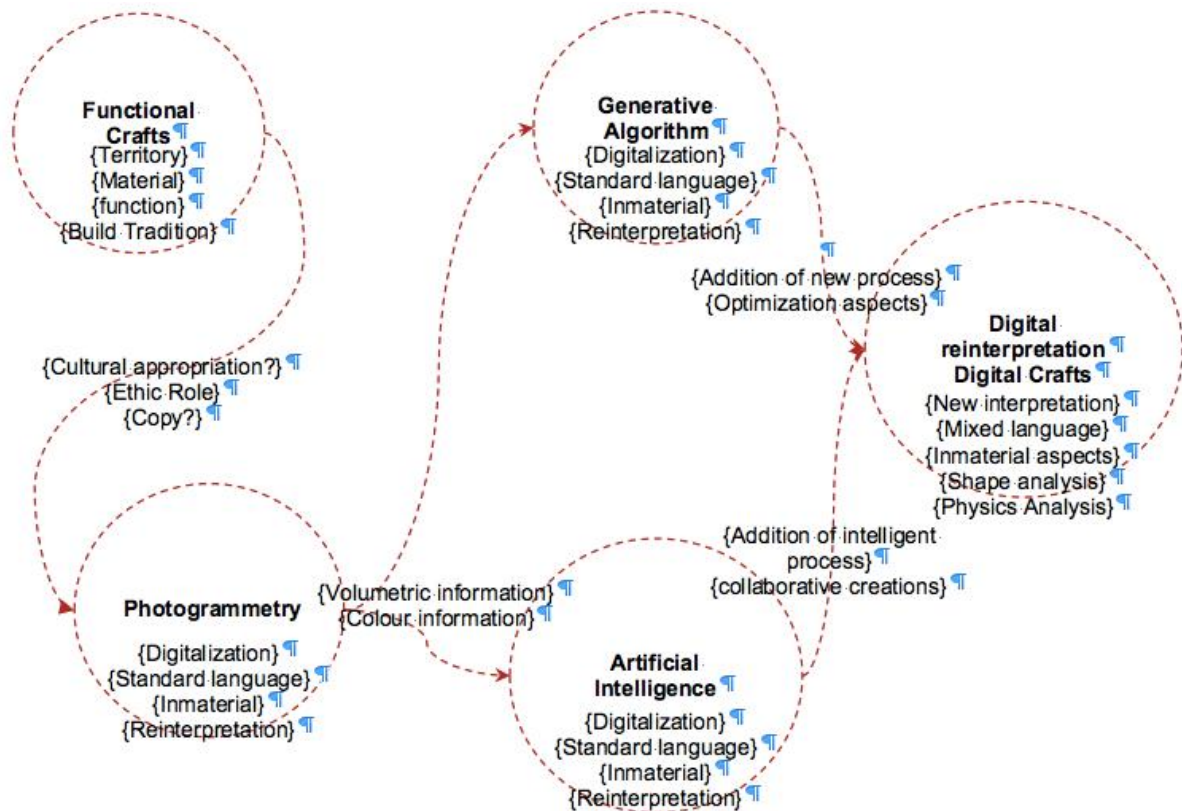 Functional
Crafts¶
{Territory}¶
{Material}¶
{function}¶
{Build Tradition}¶
{Cultural appropriation?}¶
{Ethic Role}¶
{Copy?}¶
Photogrammetry
{Digitalization}¶
{Standard language}¶
{Inmaterial}¶
{Reinterpretation}¶
{Volumetric information}¶
{Colour information}¶
Generative
Algorithm¶
{Digitalization}¶
{Standard language}¶
{Inmaterial}¶
{Reinterpretation}¶
¶
{Addition of new process}¶
{Optimization aspects}¶
Artificial
Intelligence¶
{Digitalization}¶
{Standard language}¶
{Inmaterial}¶
{Reinterpretation}¶
{Addition of intelligent
process}¶
{collaborative creations}¶
Digital
reinterpretation¶
Digital Crafts¶
{New interpretation}¶
{Mixed language}¶
{Inmaterial aspects}¶
{Shape analysis}¶
{Physics Analysis}¶